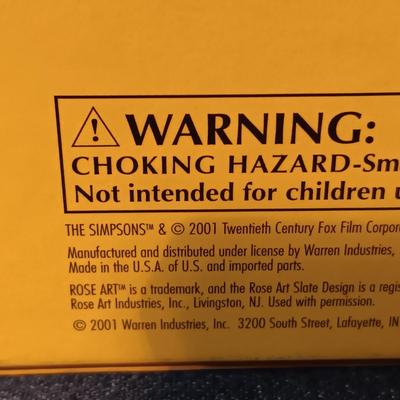 ⚠ WARNING:
CHOKING HAZARD-Sm
Not intended for children u
THE SIMPSONS™ & © 2001 Twentieth Century Fox Film Corpora
Manufactured and distributed under license by Warren Industries,
Made in the U.S.A. of U.S. and imported parts.
ROSE ART™ is a trademark, and the Rose Art Slate Design is a regis
Rose Art Industries, Inc., Livingston, NJ. Used with permission.
© 2001 Warren Industries, Inc. 3200 South Street, Lafayette, IN